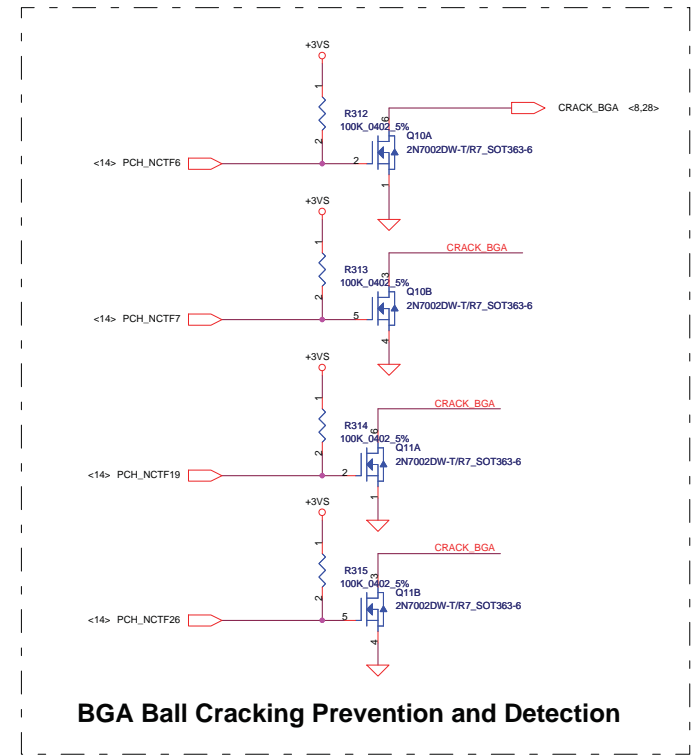 +3VS
1
R312
100K_0402_5%
2
6
CRACK_BGA <8,28>
Q10A
2N7002DW-T/R7_SOT363-6
<14> PCH_NCTF6
2
1
+3VS
1
CRACK_BGA
R313
100K_0402_5%
2
3
Q10B
2N7002DW-T/R7_SOT363-6
<14> PCH_NCTF7
5
4
+3VS
1
CRACK_BGA
R314
100K_0402_5%
2
6
Q11A
2N7002DW-T/R7_SOT363-6
<14> PCH_NCTF19
2
1
+3VS
1
CRACK_BGA
R315
100K_0402_5%
2
3
Q11B
2N7002DW-T/R7_SOT363-6
<14> PCH_NCTF26
5
4
BGA Ball Cracking Prevention and Detection